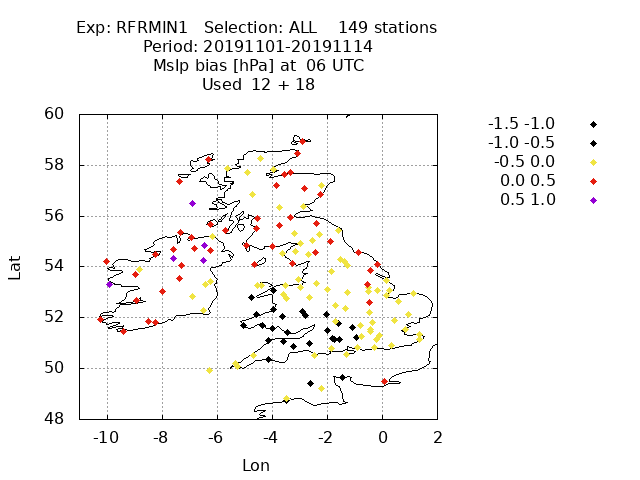 Exp: RFRMIN1 Selection: ALL 149 stations
Period: 20191101-20191114
Mslp bias [hPa] at 06 UTC
Used 12 + 18
-1.5 -1.0
-1.0 -0.5
-0.5 0.0
0.0 0.5
0.5 1.0
60
58
56
54
52
50
48
Lat
-10 -8 -6 -4 -2 0 2
Lon